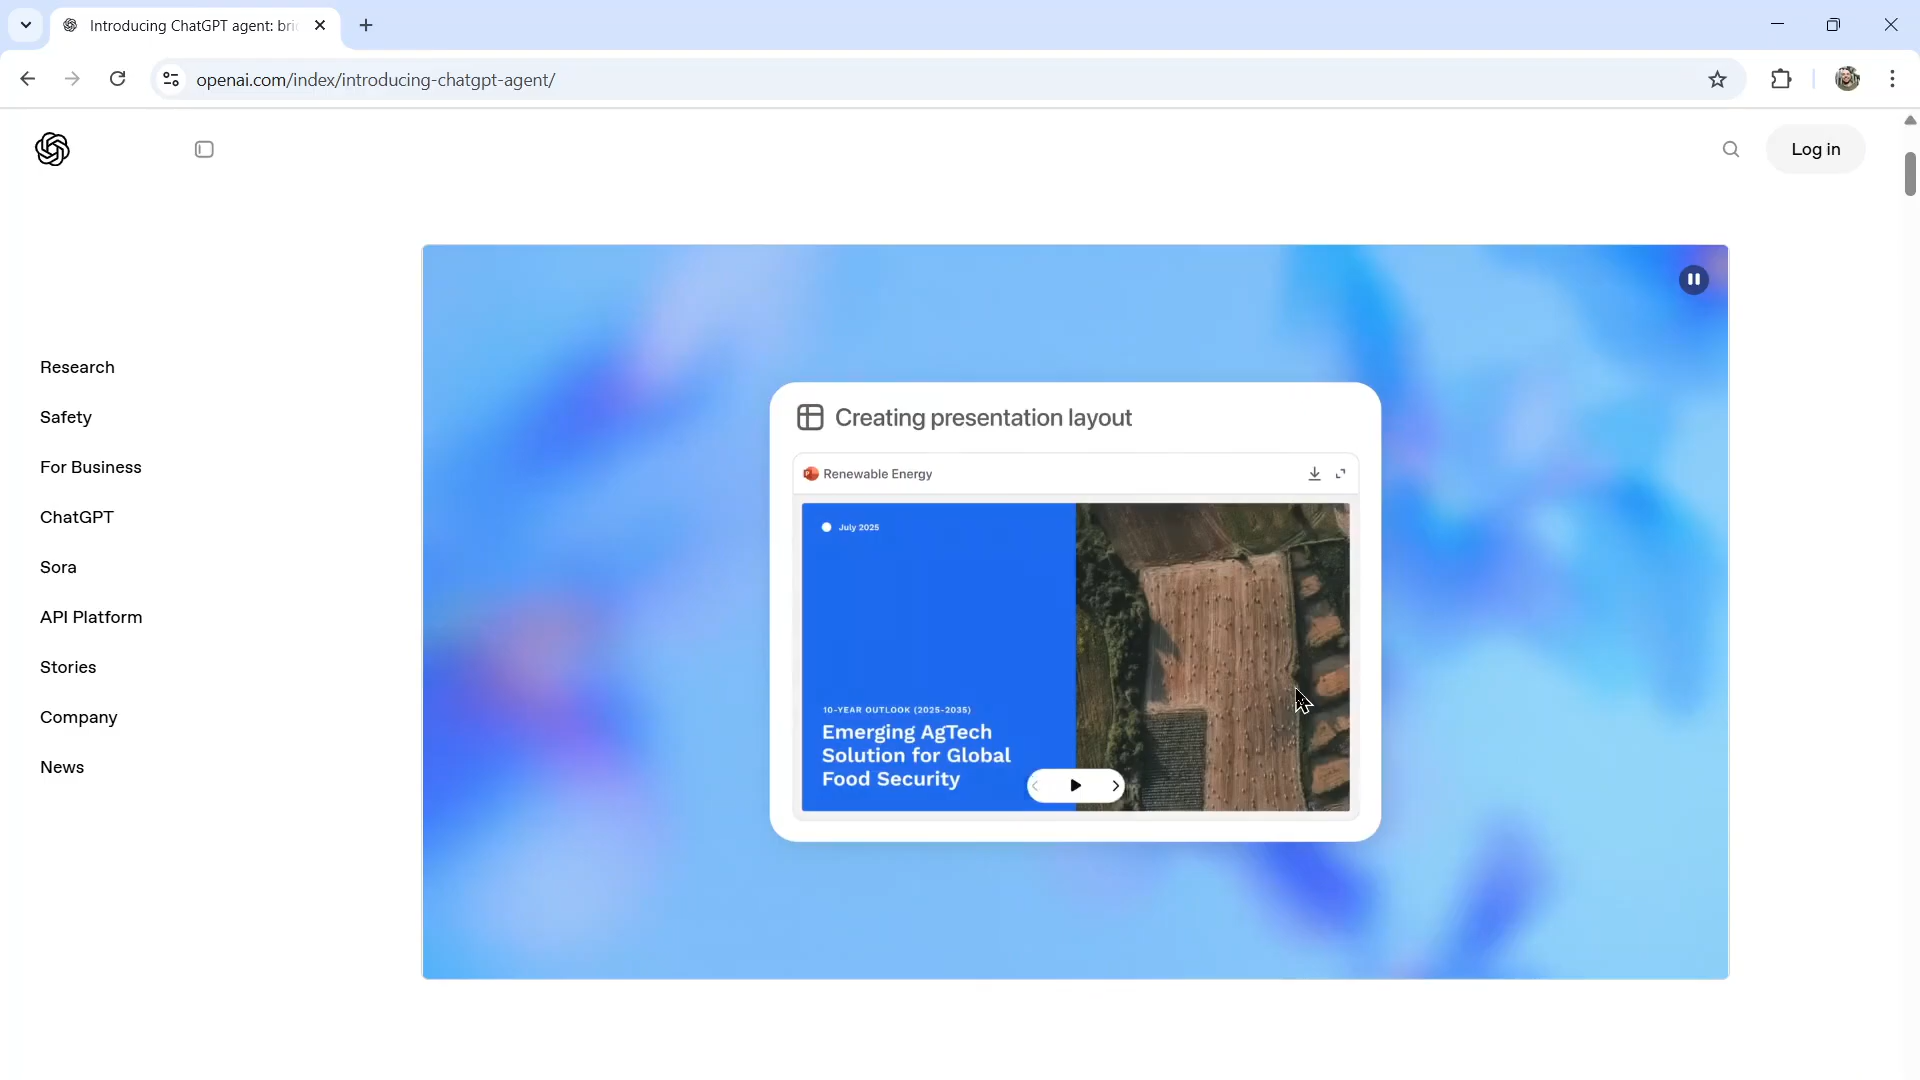 Introducing ChatGPT agent: bri
openai.com/index/introducing-chatgpt-agent/
Log in
Research
Safety
For Business
ChatGPT
Sora
API Platform
Stories
Company
News
Creating presentation layout
Renewable Energy
July 2025
10-YEAR OUTLOOK (2025-2035)
Emerging AgTech
Solution for Global
Food Security